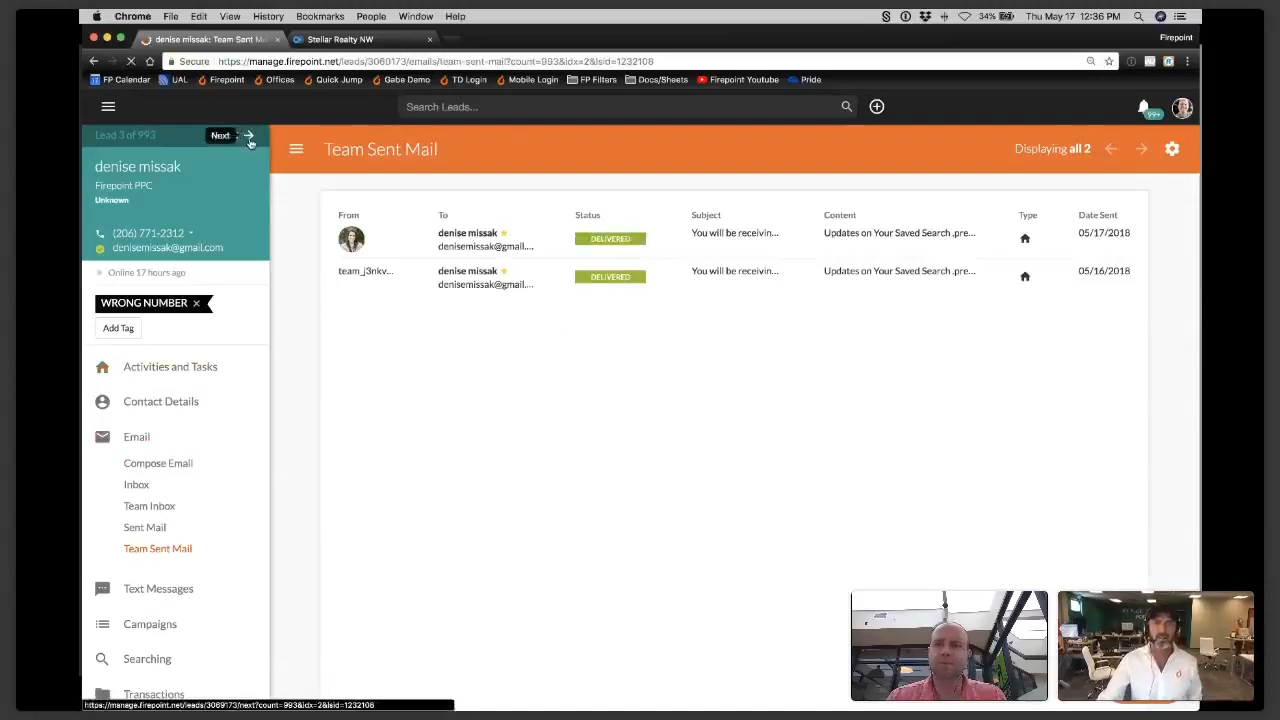 Chrome File Edit View History Bookmarks People Window Help 34% Thu May 17 12:36 PM
denise missak: Team Sent Ma × Stellar Realty NW × Firepoint
Secure https://manage.firepoint.net/leads/3069173/emails/team-sent-mail?count=993&idx=2&lsid=1232108
FP Calendar UAL Firepoint Offices Quick Jump Gabe Demo TD Login Mobile Login FP Filters Docs/Sheets Firepoint Youtube Pride
Search Leads... 99+
Lead 3 of 993 Next
denise missak
Firepoint PPC
Unknown
(206) 771-2312
denisemissak@gmail.com
Online 17 hours ago
WRONG NUMBER ×
Add Tag
Activities and Tasks
Contact Details
Email
Compose Email
Inbox
Team Inbox
Sent Mail
Team Sent Mail
Text Messages
Campaigns
Searching
Transactions
Team Sent Mail Displaying all 2
From To Status Subject Content Type Date Sent
denise missak DELIVERED You will be receivin... Updates on Your Saved Search .pre... 05/17/2018
denisemissak@gmail....
team_j3nkv... denise missak DELIVERED You will be receivin... Updates on Your Saved Search .pre... 05/16/2018
denisemissak@gmail....
https://manage.firepoint.net/leads/3069173/next?count=993&idx=2&lsid=1232108